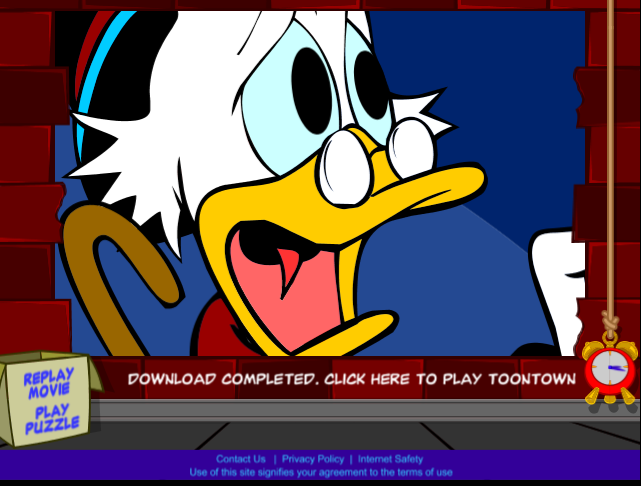 DOWNLOAD COMPLETED. CLICK HERE TO PLAY TOONTOWN
REPLAY
MOVIE
PLAY
PUZZLE
Contact Us | Privacy Policy | Internet Safety
Use of this site signifies your agreement to the terms of use